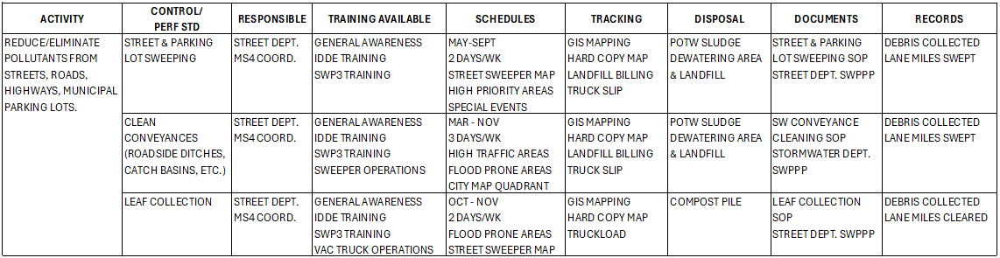 ACTIVITY
CONTROL/
PERF STD
RESPONSIBLE
TRAINING AVAILABLE
SCHEDULES
TRACKING
DISPOSAL
DOCUMENTS
RECORDS
REDUCE/ELIMINATE
POLLUTANTS FROM
STREETS, ROADS,
HIGHWAYS, MUNICIPAL
PARKING LOTS.
STREET & PARKING
LOT SWEEPING
STREET DEPT.
MS4 COORD.
GENERAL AWARENESS
IDDE TRAINING
SWP3 TRAINING
MAY-SEPT
2 DAYS/WK
STREET SWEEPER MAP
HIGH PRIORITY AREAS
SPECIAL EVENTS
GIS MAPPING
HARD COPY MAP
LANDFILL BILLING
TRUCK SLIP
POTW SLUDGE
DEWATERING AREA
& LANDFILL
STREET & PARKING
LOT SWEEPING SOP
STREET DEPT. SWPPP
DEBRIS COLLECTED
LANE MILES SWEPT
CLEAN
CONVEYANCES
(ROADSIDE DITCHES,
CATCH BASINS, ETC.)
STREET DEPT.
MS4 COORD.
GENERAL AWARENESS
IDDE TRAINING
SWP3 TRAINING
SWEEPER OPERATIONS
MAR - NOV
3 DAYS/WK
HIGH TRAFFIC AREAS
FLOOD PRONE AREAS
CITY MAP QUADRANT
GIS MAPPING
HARD COPY MAP
LANDFILL BILLING
TRUCK SLIP
POTW SLUDGE
DEWATERING AREA
& LANDFILL
SW CONVEYANCE
CLEANING SOP
STORMWATER DEPT.
SWPPP
DEBRIS COLLECTED
LANE MILES SWEPT
LEAF COLLECTION
STREET DEPT.
MS4 COORD.
GENERAL AWARENESS
IDDE TRAINING
SWP3 TRAINING
VAC TRUCK OPERATIONS
OCT - NOV
2 DAYS/WK
FLOOD PRONE AREAS
STREET SWEEPER MAP
GIS MAPPING
HARD COPY MAP
TRUCKLOAD
COMPOST PILE
LEAF COLLECTION
SOP
STREET DEPT. SWPPP
DEBRIS COLLECTED
LANE MILES CLEARED